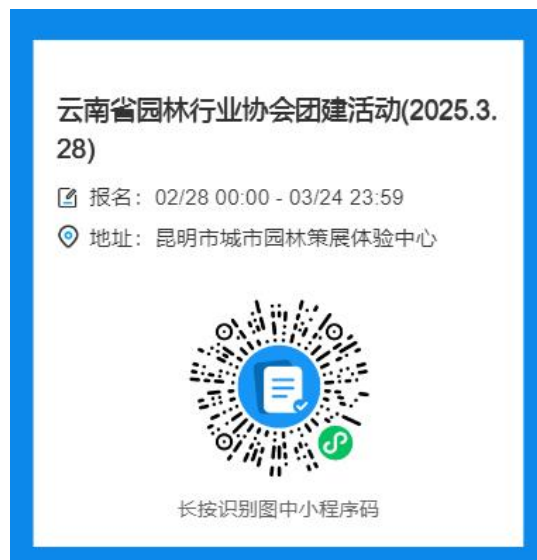 云南省园林行业协会团建活动(2025.3.
28)
报名：02/28 00:00 - 03/24 23:59
地址：昆明市城市园林策展体验中心
长按识别图中小程序码